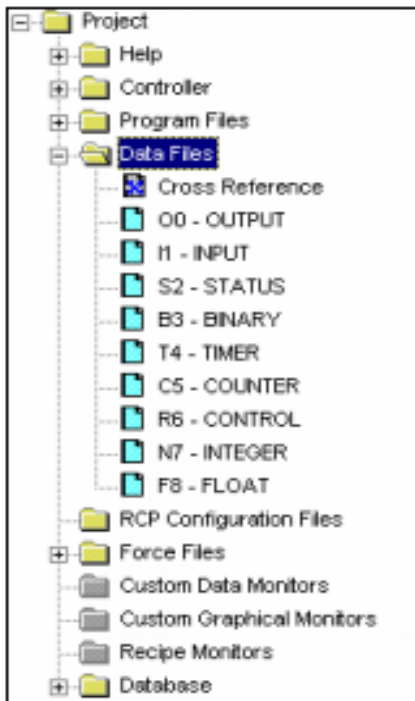 Project
Help
Controller
Program Files
Data Files
Cross Reference
O0 - OUTPUT
I1 - INPUT
S2 - STATUS
B3 - BINARY
T4 - TIMER
C5 - COUNTER
R6 - CONTROL
N7 - INTEGER
F8 - FLOAT
RCP Configuration Files
Force Files
Custom Data Monitors
Custom Graphical Monitors
Recipe Monitors
Database